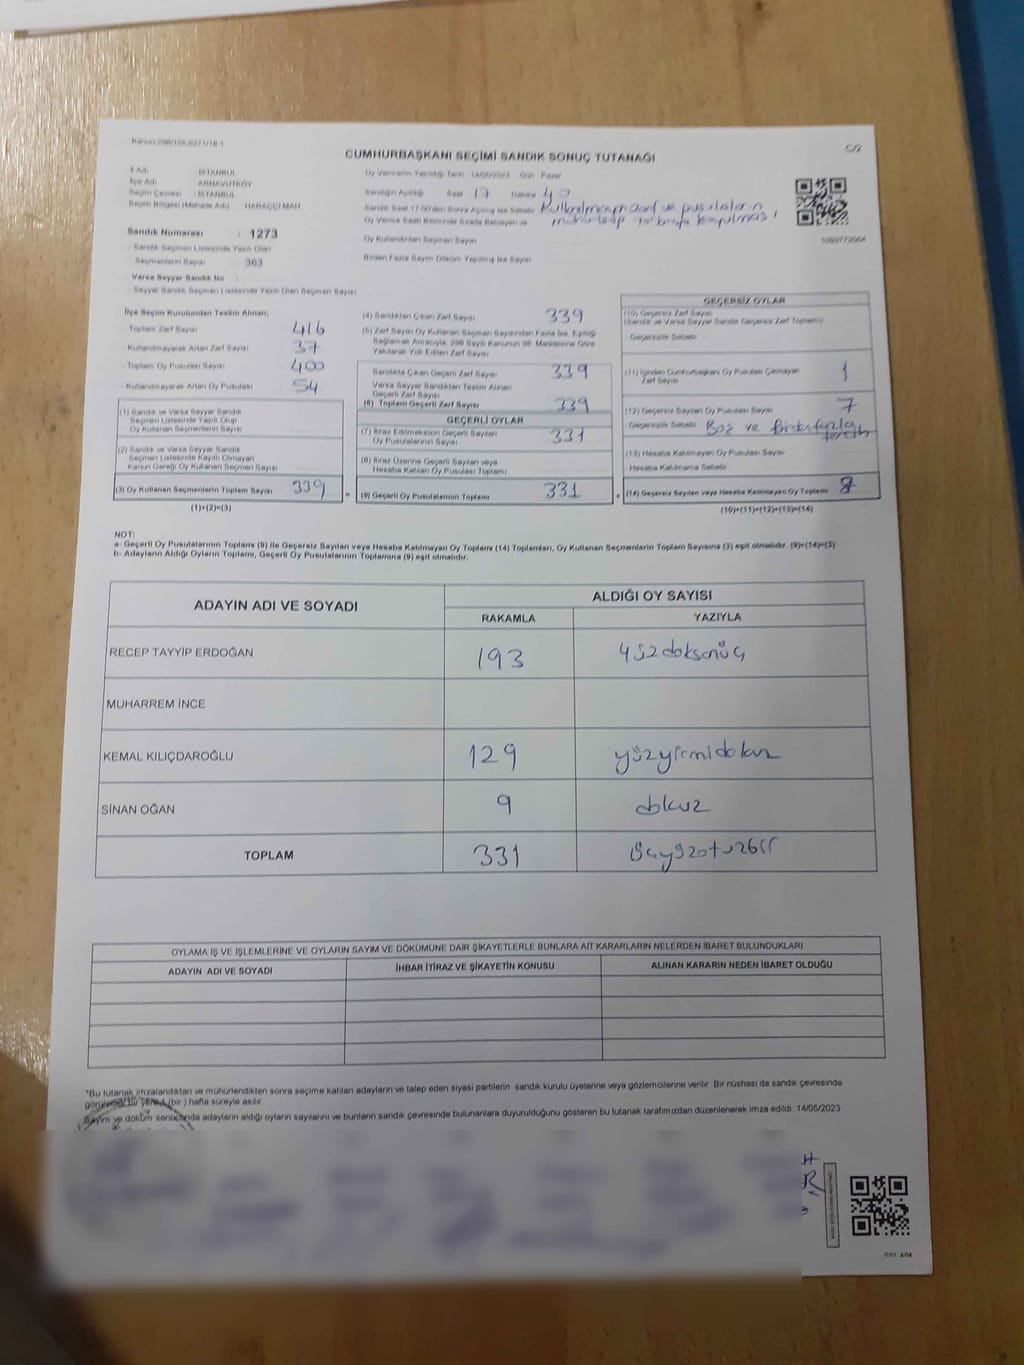 Kanun:298/105,6271/18-1
C/2
CUMHURBAŞKANI SEÇİMİ SANDIK SONUÇ TUTANAĞI
İl Adı : İSTANBUL
İlçe Adı : ARNAVUTKÖY
Seçim Çevresi : İSTANBUL
Seçim Bölgesi (Mahalle Adı) : HARAÇÇI MAH.
Oy Vermenin Yapıldığı Tarih 14/05/2023 Gün Pazar
Sandığın Açıldığı Saat 17 Dakika 42
Sandık Saat 17.00'den Sonra Açılmış İse Sebebi Kullanılmayan zarf ve pusulaların
Oy Verme Saati Bitiminde Sırada Bekleyen ve mühürlenip torbaya koyulması
Oy Kullandırılan Seçmen Sayısı
Birden Fazla Sayım Döküm Yapılmış İse Sayısı
Sandık Numarası : 1273
Sandık Seçmen Listesinde Yazılı Olan
Seçmenlerin Sayısı : 363
Varsa Seyyar Sandık No
Seyyar Sandık Seçmen Listesinde Yazılı Olan Seçmen Sayısı
İlçe Seçim Kurulundan Teslim Alınan;
Toplam Zarf Sayısı 416
Kullanılmayarak Artan Zarf Sayısı 37
Toplam Oy Pusulası Sayısı 400
Kullanılmayarak Artan Oy Pusulası 54
(1) Sandık ve Varsa Seyyar Sandık
Seçmen Listesinde Yazılı Olup
Oy Kullanan Seçmenlerin Sayısı
(2) Sandık ve Varsa Seyyar Sandık
Seçmen Listesinde Kayıtlı Olmayan
Kanun Gereği Oy Kullanan Seçmen Sayısı
(3) Oy Kullanan Seçmenlerin Toplam Sayısı 339
(1)+(2)=(3)
(4) Sandıktan Çıkan Zarf Sayısı 339
(5) Zarf Sayısı Oy Kullanan Seçmen Sayısından Fazla İse, Eşitliği
Sağlamak Amacıyla, 298 Sayılı Kanunun 98. Maddesine Göre
Yakılarak Yok Edilen Zarf Sayısı
Sandıkta Çıkan Geçerli Zarf Sayısı 339
Varsa Seyyar Sandıktan Teslim Alınan
Geçerli Zarf Sayısı
(6) Toplam Geçerli Zarf Sayısı 339
GEÇERLİ OYLAR
(7) İtiraz Edilmeksizin Geçerli Sayılan
Oy Pusulalarının Sayısı 331
(8) İtiraz Üzerine Geçerli Sayılan veya
Hesaba Katılan Oy Pusulası Toplamı
(9) Geçerli Oy Pusulalarının Toplamı 331
GEÇERSİZ OYLAR
(10) Geçersiz Zarf Sayısı
(Sandık ve Varsa Seyyar Sandık Geçersiz Zarf Toplamı)
Geçersizlik Sebebi
(11) İçinden Cumhurbaşkanı Oy Pusulası Çıkmayan
Zarf Sayısı 1
(12) Geçersiz Sayılan Oy Pusulası Sayısı 7
Geçersizlik Sebebi Boş ve Birden fazla tercih
(13) Hesaba Katılmayan Oy Pusulası Sayısı
Hesaba Katılmama Sebebi
(14) Geçersiz Sayılan veya Hesaba Katılmayan Oy Toplamı 8
(10)+(11)+(12)+(13)=(14)
NOT:
a- Geçerli Oy Pusulalarının Toplamı (9) ile Geçersiz Sayılan veya Hesaba Katılmayan Oy Toplamı (14) Toplamları, Oy Kullanan Seçmenlerin Toplam Sayısına (3) eşit olmalıdır. (9)+(14)=(3)
b- Adayların Aldığı Oyların Toplamı, Geçerli Oy Pusulalarının Toplamına (9) eşit olmalıdır.
ADAYIN ADI VE SOYADI
ALDIĞI OY SAYISI
RAKAMLA YAZIYLA
RECEP TAYYİP ERDOĞAN 193 yüzdoksanüç
MUHARREM İNCE
KEMAL KILIÇDAROĞLU 129 yüzyirmidokuz
SİNAN OĞAN 9 dokuz
TOPLAM 331 üçyüzotuzbir
OYLAMA İŞ VE İŞLEMLERİNE VE OYLARIN SAYIM VE DÖKÜMÜNE DAİR ŞİKAYETLERLE BUNLARA AİT KARARLARIN NELERDEN İBARET BULUNDUKLARI
ADAYIN ADI VE SOYADI İHBAR İTİRAZ VE ŞİKAYETİN KONUSU ALINAN KARARIN NEDEN İBARET OLDUĞU
*Bu tutanak imzalandıktan ve mühürlendikten sonra seçime katılan adayların ve talep eden siyasi partilerin sandık kurulu üyelerine veya gözlemcilerine verilir. Bir nüshası da sandık çevresinde
görülecek bir yere 1 (bir) hafta süreyle asılır.
Sayım ve döküm sonucunda adayların aldığı oyların sayılarını ve bunların sandık çevresinde bulunanlara duyurulduğunu gösteren bu tutanak tarafımızdan düzenlenerek imza edildi. 14/05/2023